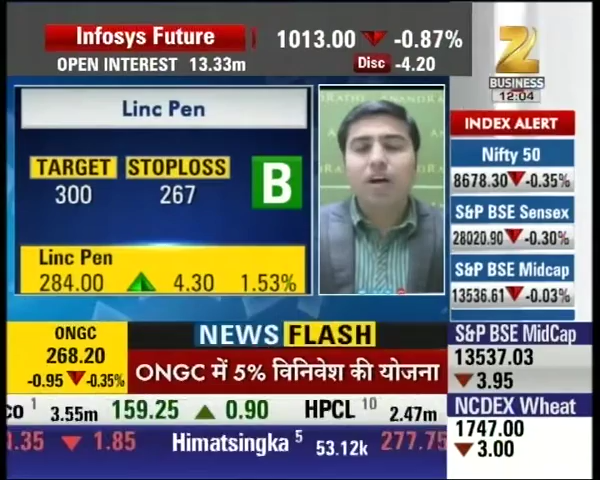 Infosys Future
1013.00 -0.87%
OPEN INTEREST 13.33m
Disc -4.20
Z
BUSINESS
12:04
Linc Pen
TARGET STOPLOSS
300 267
B
Linc Pen
284.00 4.30 1.53%
ANANDRATHI
INDEX ALERT
Nifty 50
8678.30 -0.35%
S&P BSE Sensex
28020.90 -0.30%
S&P BSE Midcap
13536.61 -0.03%
ONGC
268.20
-0.95 -0.35%
NEWS FLASH
ONGC में 5% विनिवेश की योजना
S&P BSE MidCap
13537.03
3.95
NCDEX Wheat
1747.00
3.00
co 1 3.55m 159.25 0.90 HPCL 10 2.47m
.35 1.85 Himatsingka 5 53.12k 277.75